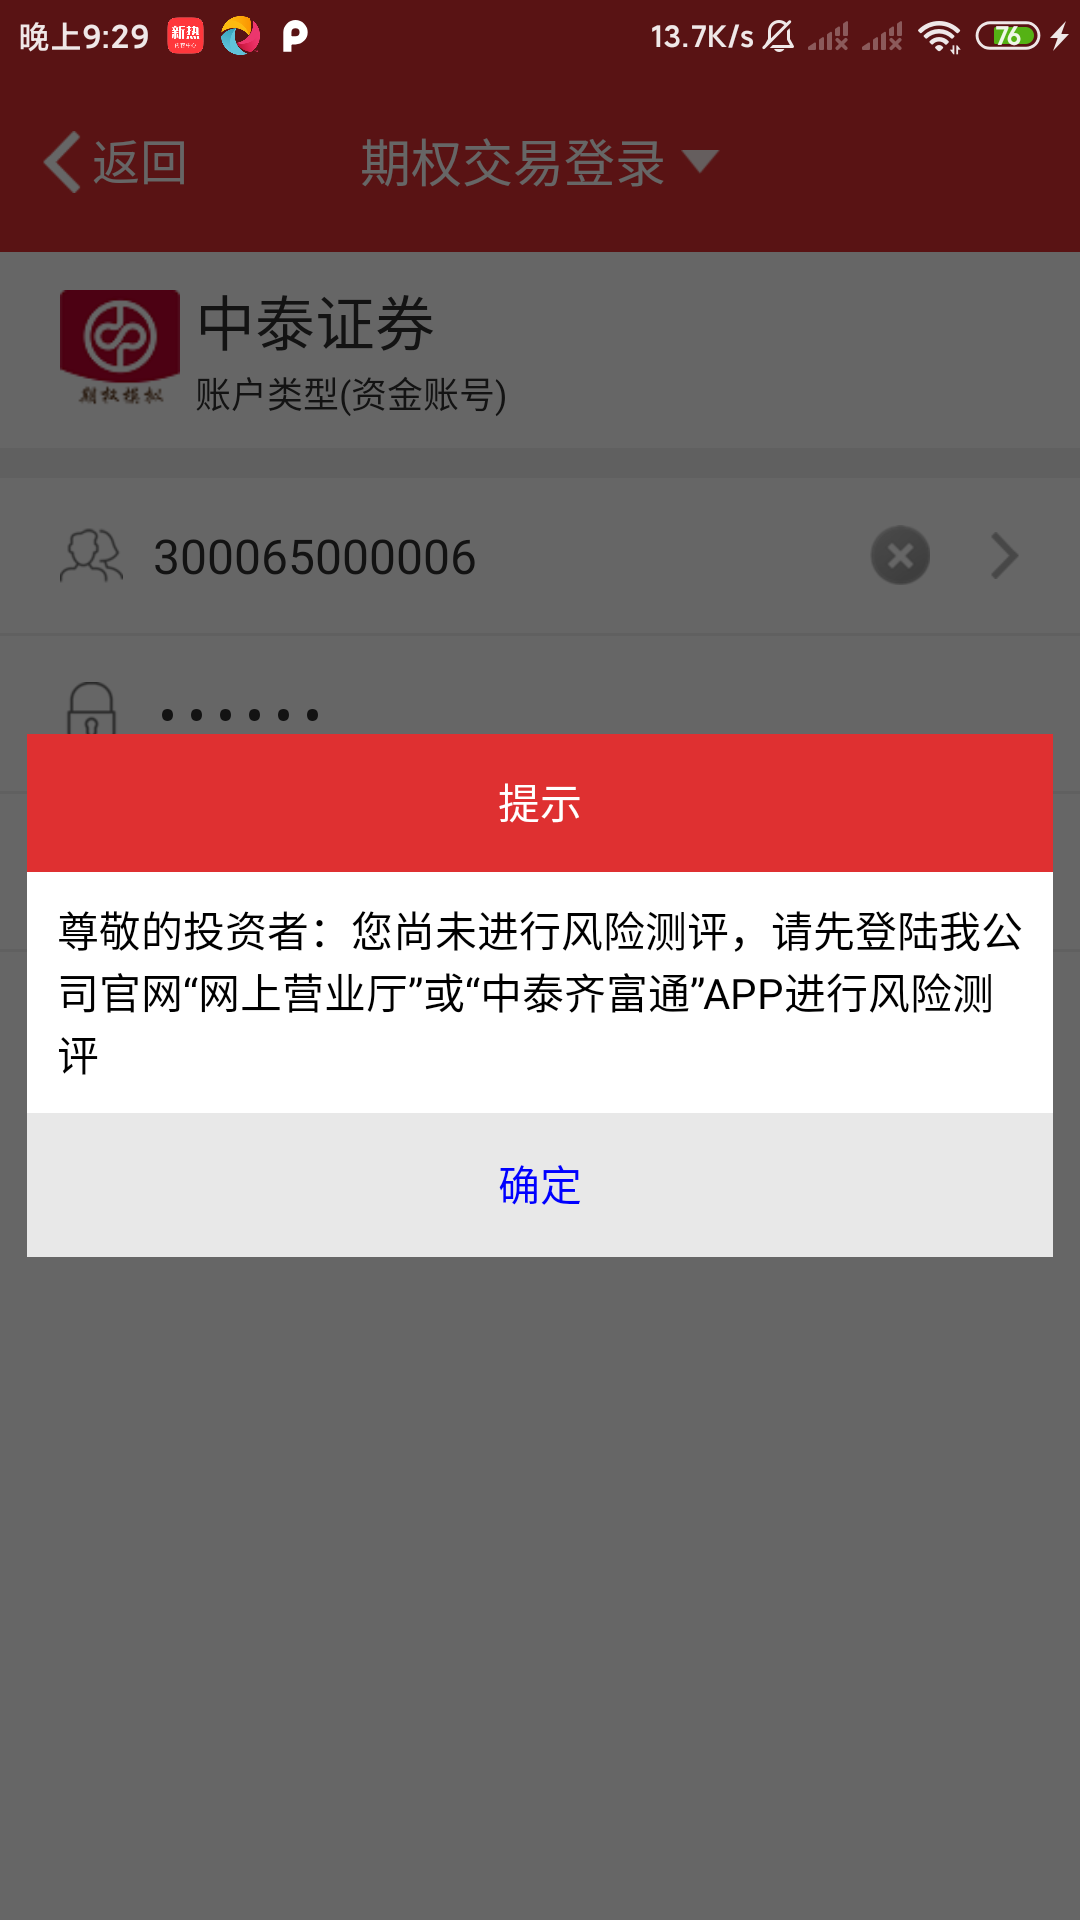 晚上9:29 新热 13.7K/s 76
返回 期权交易登录
中泰证券
期权模拟 账户类型(资金账号)
300065000006
••••••
提示
尊敬的投资者：您尚未进行风险测评，请先登陆我公
司官网“网上营业厅”或“中泰齐富通”APP进行风险测
评
确定